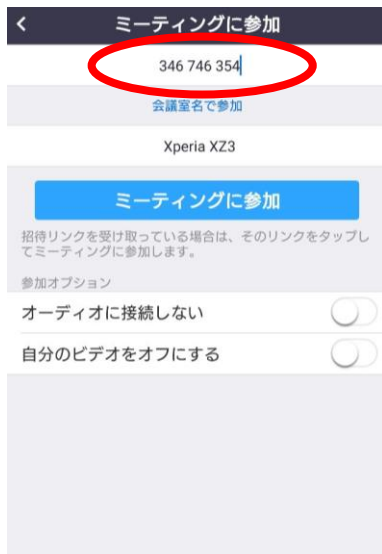 ミーティングに参加
346 746 354
会議室名で参加
Xperia XZ3
ミーティングに参加
招待リンクを受け取っている場合は、そのリンクをタップし
てミーティングに参加します。
参加オプション
オーディオに接続しない
自分のビデオをオフにする